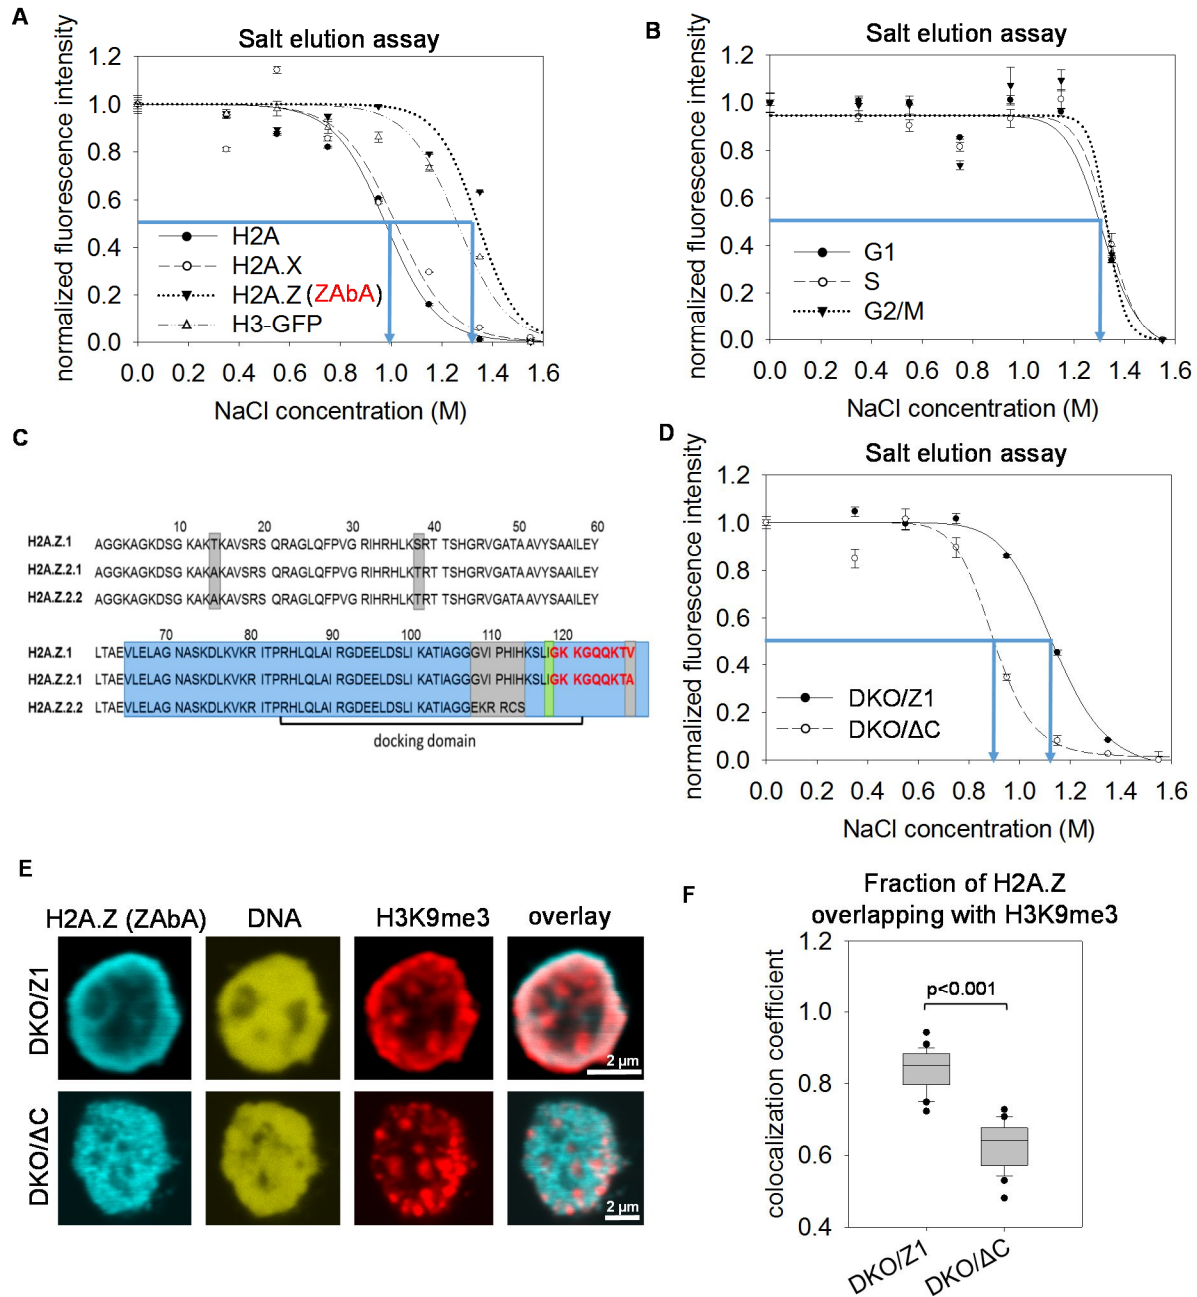 A
Salt elution assay
normalized fluorescence intensity
1.2
1.0
0.8
0.6
0.4
0.2
0.0
H2A
H2A.X
H2A.Z (ZAbA)
H3-GFP
0.0 0.2 0.4 0.6 0.8 1.0 1.2 1.4 1.6
NaCl concentration (M)
B
Salt elution assay
normalized fluorescence intensity
1.2
1.0
0.8
0.6
0.4
0.2
0.0
G1
S
G2/M
0.0 0.2 0.4 0.6 0.8 1.0 1.2 1.4 1.6
NaCl concentration (M)
C
10 20 30 40 50 60
H2A.Z.1 AGGKAGKDSG KAKTKAVSRS QRAGLQFPVG RIHRHLKSRT TSHGRVGATAAVYSAAILEY
H2A.Z.2.1 AGGKAGKDSG KAKAKAVSRS QRAGLQFPVG RIHRHLKTRT TSHGRVGATAAVYSAAILEY
H2A.Z.2.2 AGGKAGKDSG KAKAKAVSRS QRAGLQFPVG RIHRHLKTRT TSHGRVGATAAVYSAAILEY
70 80 90 100 110 120
H2A.Z.1 LTAEVLELAG NASKDLKVKR ITPRHLQLAI RGDEELDSLI KATIAGGGVI PHIHKSLIGK KGQQKTV
H2A.Z.2.1 LTAEVLELAG NASKDLKVKR ITPRHLQLAI RGDEELDSLI KATIAGGGVI PHIHKSLIGK KGQQKTA
H2A.Z.2.2 LTAEVLELAG NASKDLKVKR ITPRHLQLAI RGDEELDSLI KATIAGGEKR RCS
docking domain
D
Salt elution assay
normalized fluorescence intensity
1.2
1.0
0.8
0.6
0.4
0.2
0.0
DKO/Z1
DKO/ΔC
0.0 0.2 0.4 0.6 0.8 1.0 1.2 1.4 1.6
NaCl concentration (M)
E
H2A.Z (ZAbA) DNA H3K9me3 overlay
DKO/Z1
2 µm
DKO/ΔC
2 µm
F
Fraction of H2A.Z
overlapping with H3K9me3
colocalization coefficient
1.2
1.0
0.8
0.6
0.4
p<0.001
DKO/Z1
DKO/ΔC